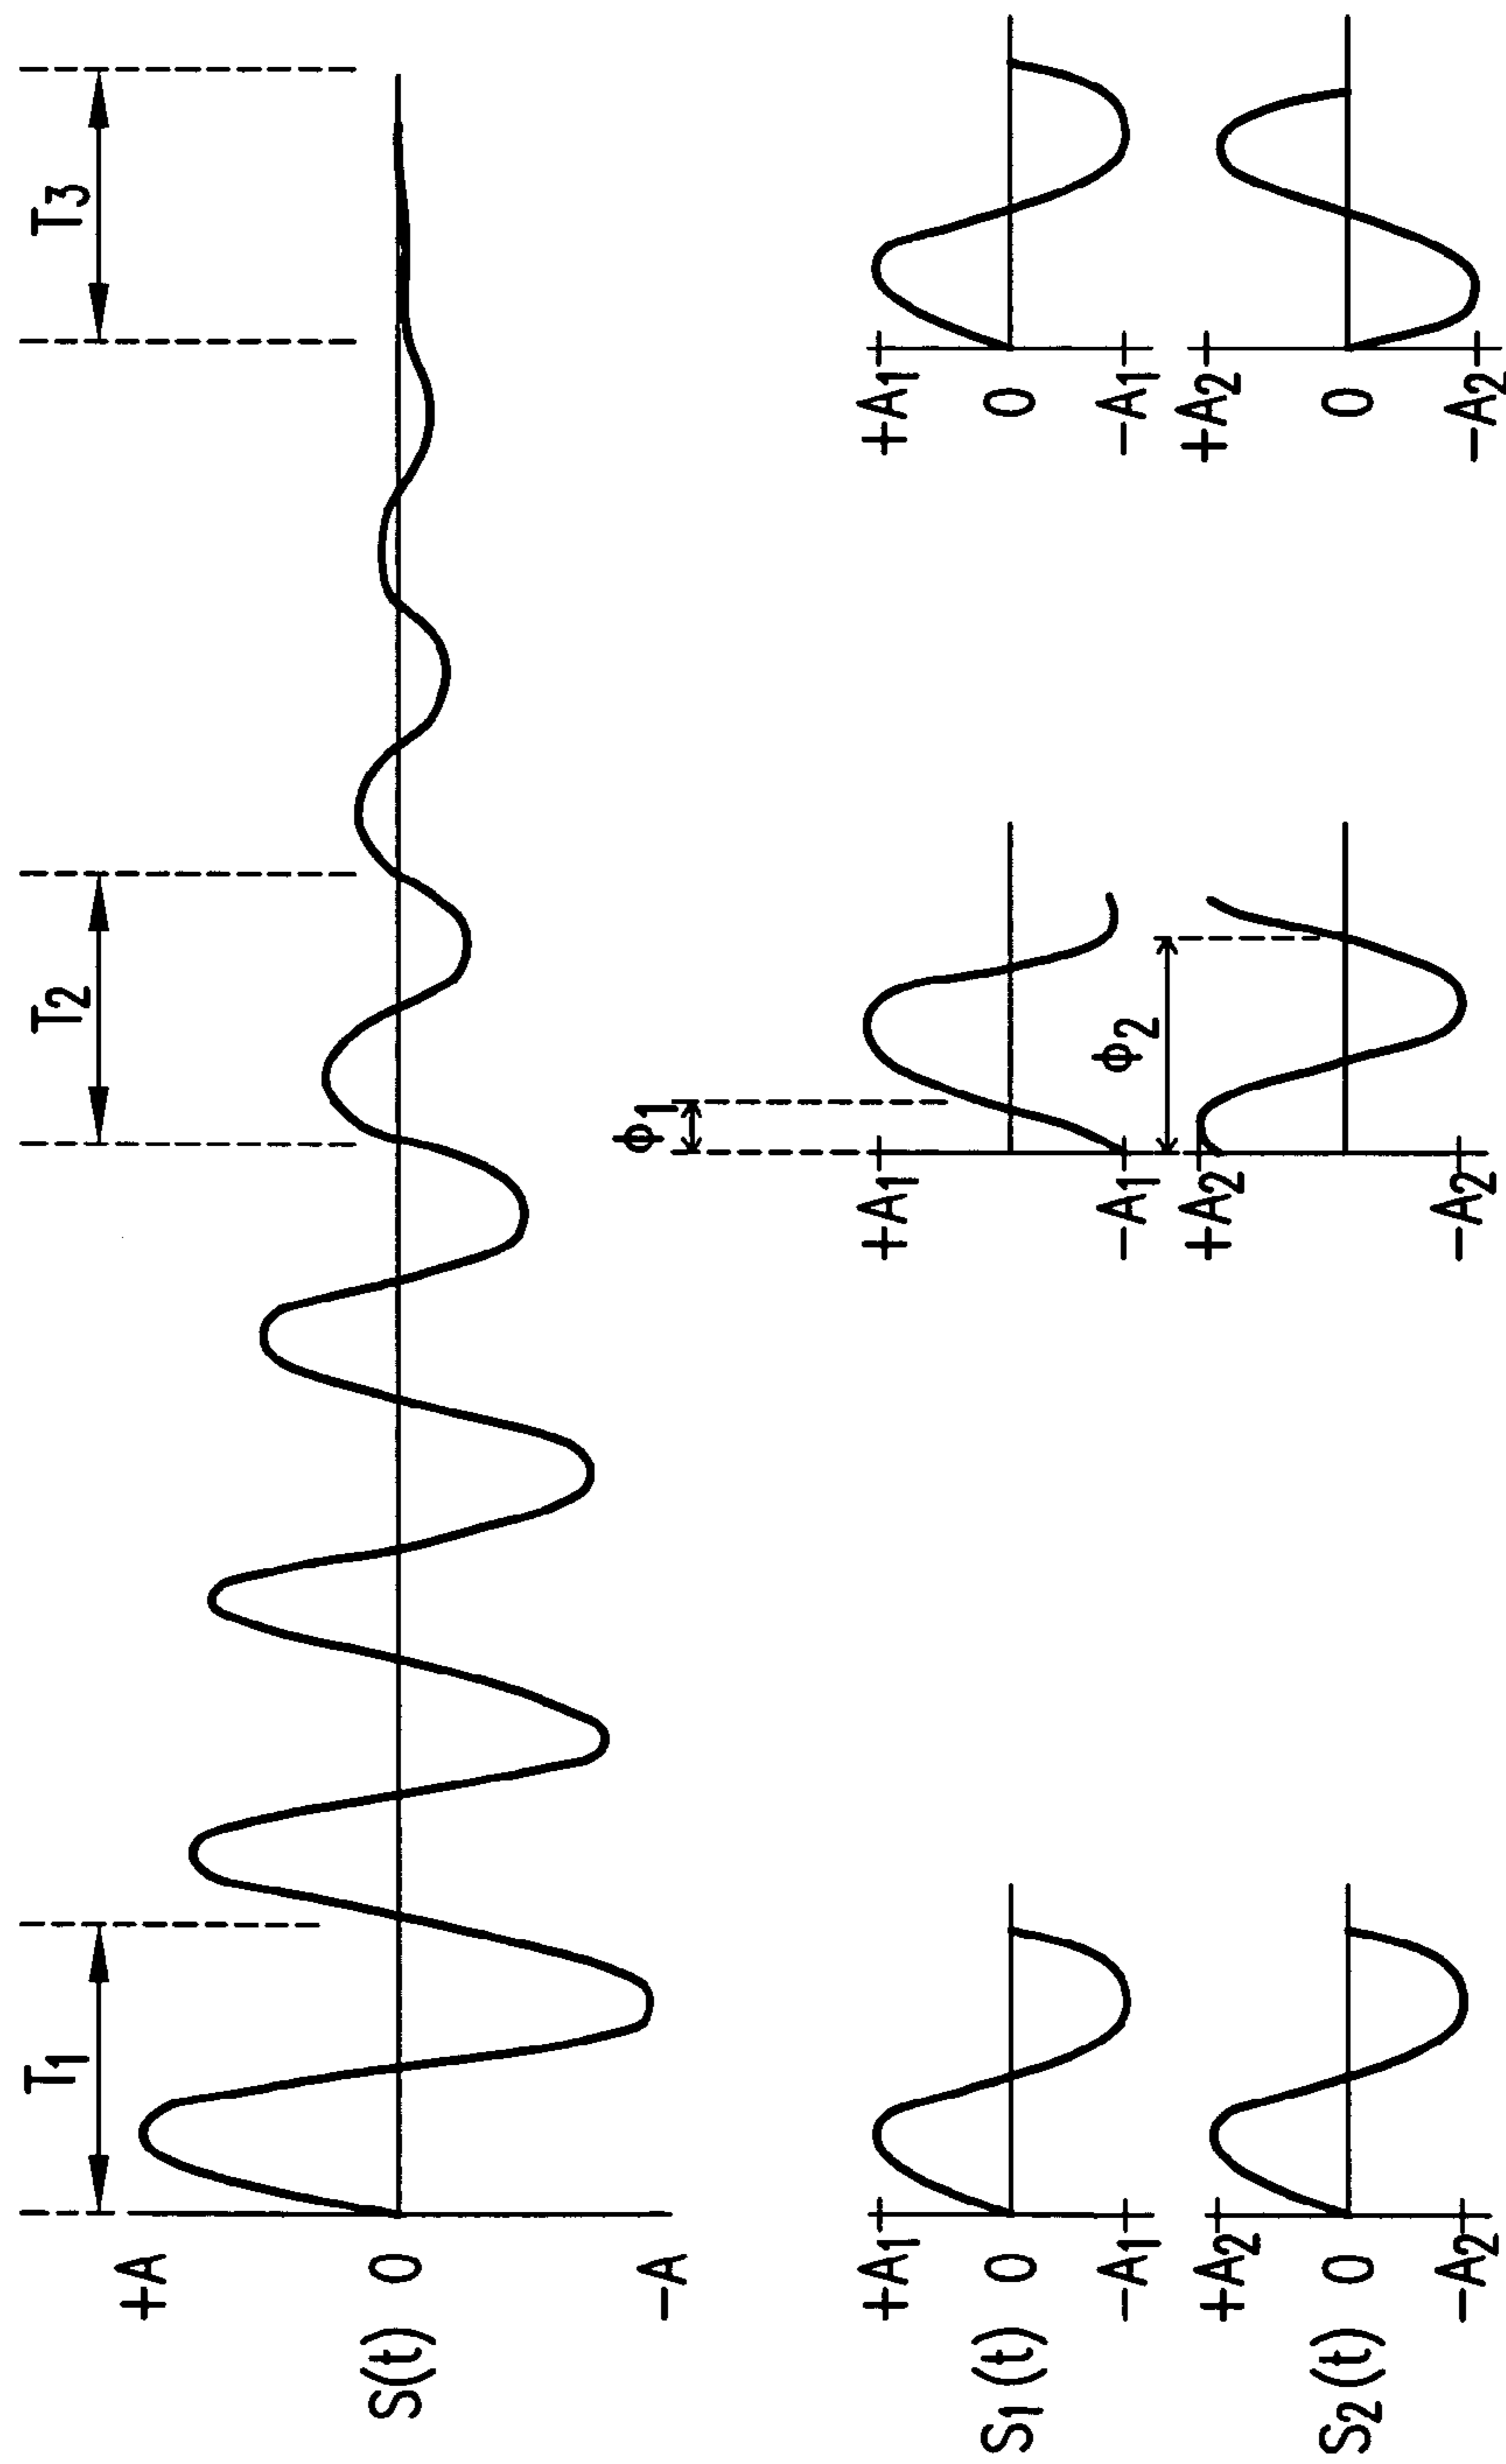 T1
T2
T3
+A
S(t)
0
-A
ϕ1
+A1
+A1
+A1
S1(t)
0
0
-A1
-A1
-A1
ϕ2
+A2
+A2
+A2
S2(t)
0
0
-A2
-A2
-A2